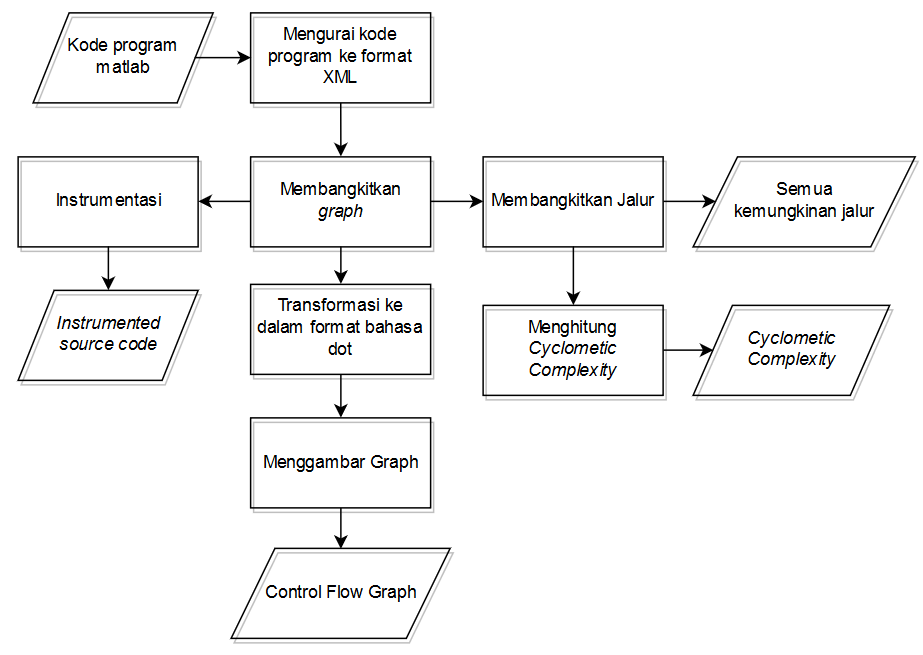 Kode program
matlab
Mengurai kode
program ke format
XML
Instrumentasi
Membangkitkan
graph
Membangkitkan Jalur
Semua
kemungkinan jalur
Instrumented
source code
Transformasi ke
dalam format bahasa
dot
Menghitung
Cyclometic
Complexity
Cyclometic
Complexity
Menggambar Graph
Control Flow Graph